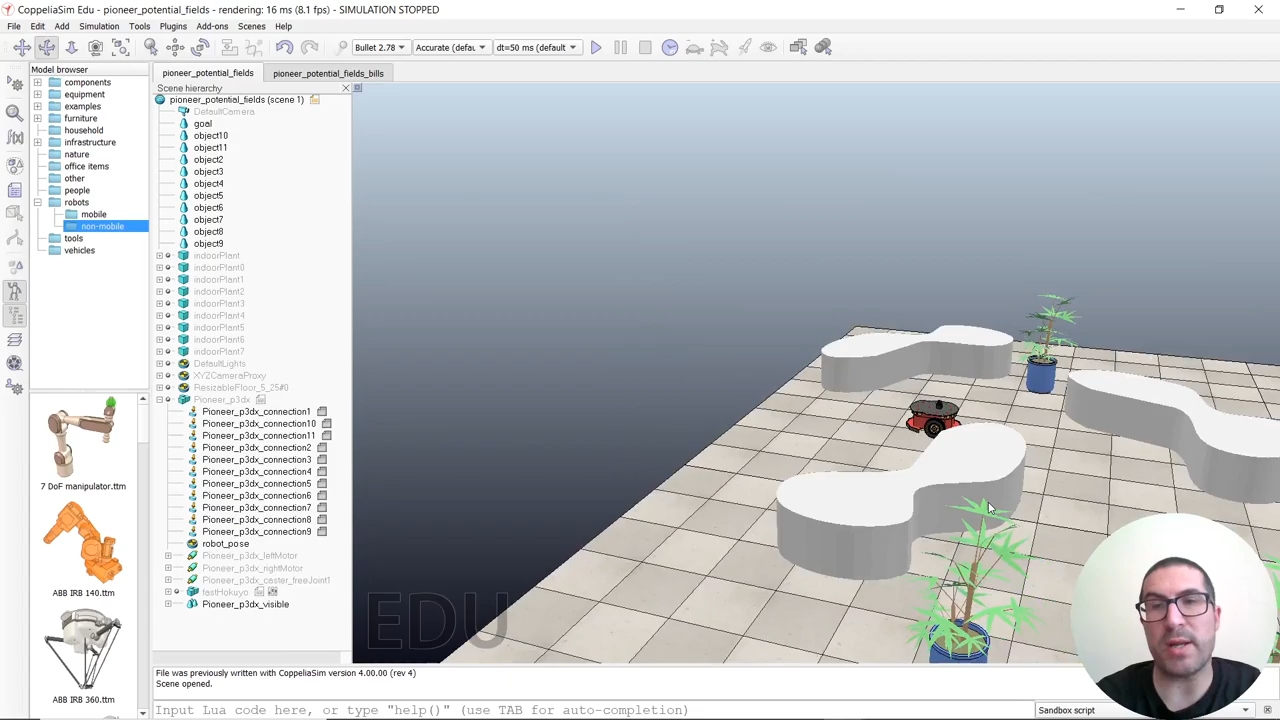 CoppeliaSim Edu - pioneer_potential_fields - rendering: 16 ms (8.1 fps) - SIMULATION STOPPED
File Edit Add Simulation Tools Plugins Add-ons Scenes Help
Bullet 2.78 Accurate (defau dt=50 ms (default)
Model browser
components
equipment
examples
furniture
household
infrastructure
nature
office items
other
people
robots
mobile
non-mobile
tools
vehicles
7 DoF manipulator.ttm
ABB IRB 140.ttm
ABB IRB 360.ttm
pioneer_potential_fields pioneer_potential_fields_bills
Scene hierarchy
pioneer_potential_fields (scene 1)
DefaultCamera
goal
object10
object11
object2
object3
object4
object5
object6
object7
object8
object9
indoorPlant
indoorPlant0
indoorPlant1
indoorPlant2
indoorPlant3
indoorPlant4
indoorPlant5
indoorPlant6
indoorPlant7
DefaultLights
XYZCameraProxy
ResizableFloor_5_25#0
Pioneer_p3dx
Pioneer_p3dx_connection1
Pioneer_p3dx_connection10
Pioneer_p3dx_connection11
Pioneer_p3dx_connection2
Pioneer_p3dx_connection3
Pioneer_p3dx_connection4
Pioneer_p3dx_connection5
Pioneer_p3dx_connection6
Pioneer_p3dx_connection7
Pioneer_p3dx_connection8
Pioneer_p3dx_connection9
robot_pose
Pioneer_p3dx_leftMotor
Pioneer_p3dx_rightMotor
Pioneer_p3dx_caster_freeJoint1
fastHokuyo
Pioneer_p3dx_visible
EDU
File was previously written with CoppeliaSim version 4.00.00 (rev 4)
Scene opened.
Input Lua code here, or type "help()" (use TAB for auto-completion)
Sandbox script